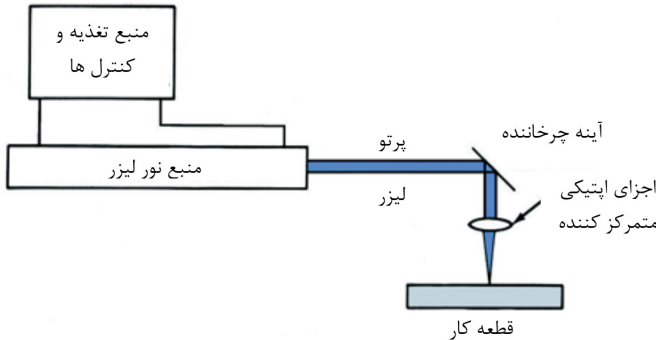 منبع تغذیه و
کنترل ها
آینه چرخاننده
پرتو
منبع نور لیزر
لیزر
اجزای اپتیکی
متمرکز کننده
قطعه کار